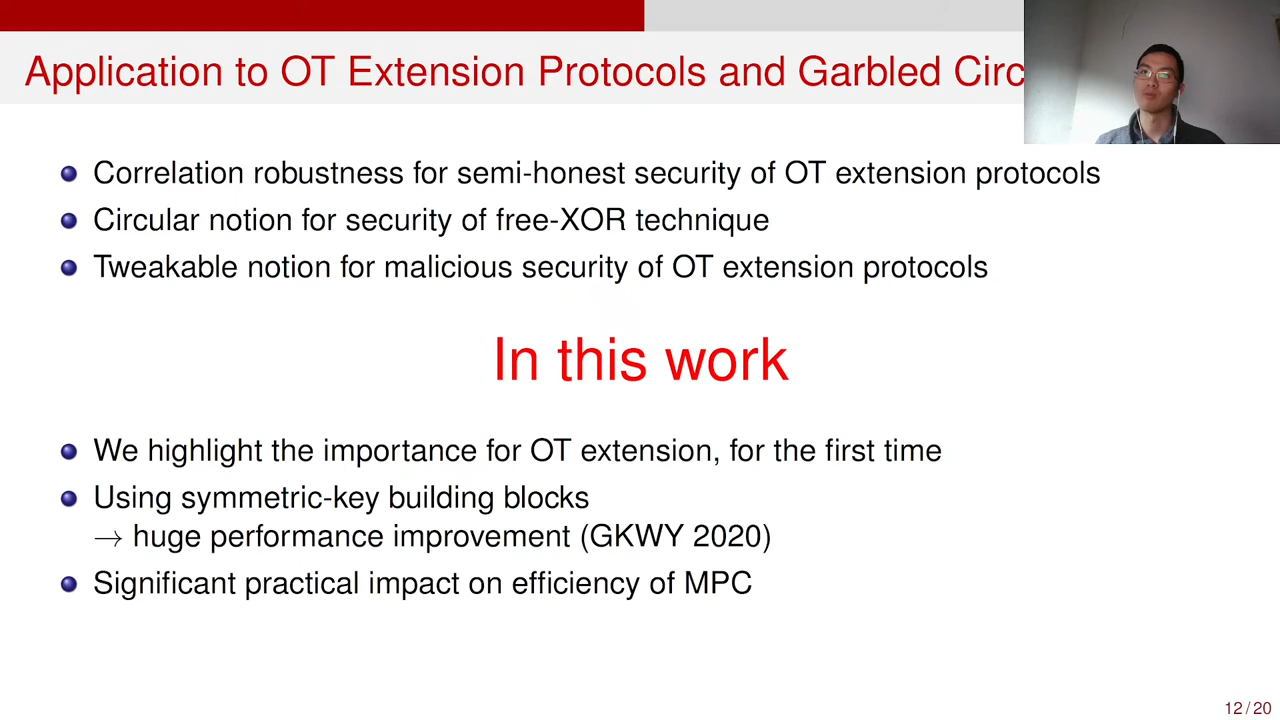 Application to OT Extension Protocols and Garbled Circ
Correlation robustness for semi-honest security of OT extension protocols
Circular notion for security of free-XOR technique
Tweakable notion for malicious security of OT extension protocols
In this work
We highlight the importance for OT extension, for the first time
Using symmetric-key building blocks
→ huge performance improvement (GKWY 2020)
Significant practical impact on efficiency of MPC
12 / 20